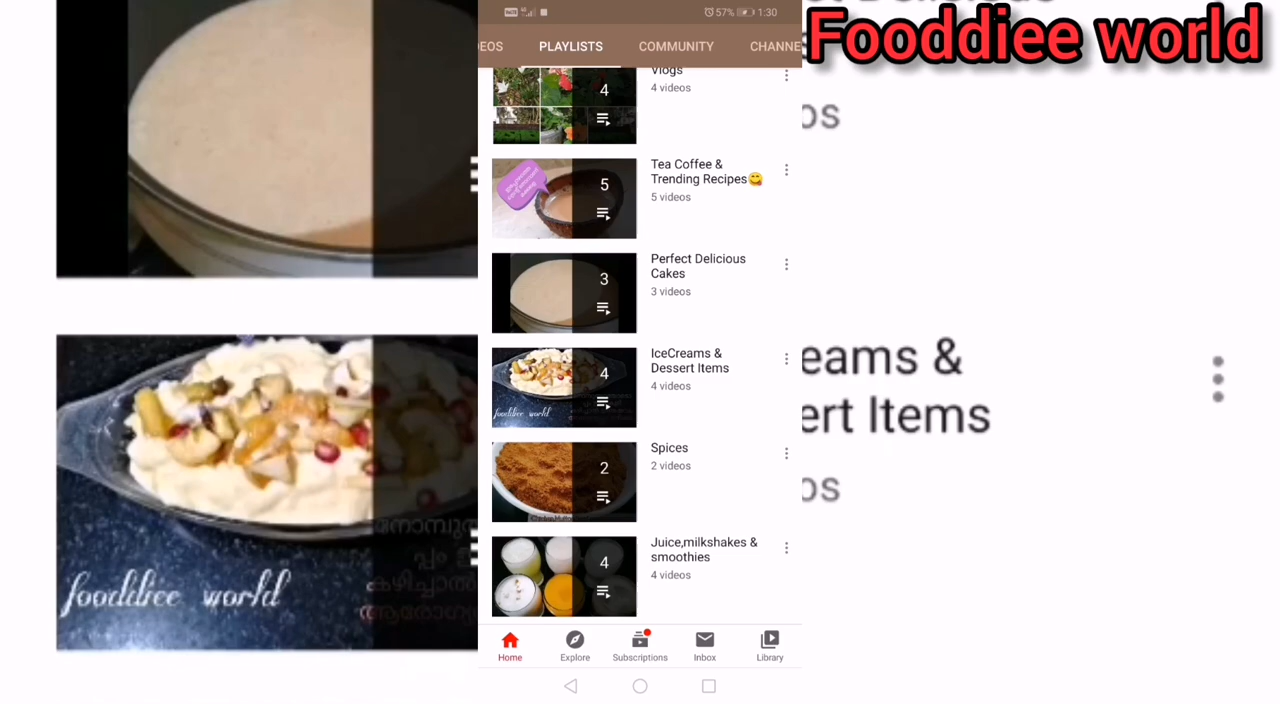 57% 1:30
EOS PLAYLISTS COMMUNITY CHANNE
Fooddiee world
Vlogs
4 videos
4
Tea Coffee &
Trending Recipes😋
5 videos
5
Perfect Delicious
Cakes
3 videos
3
IceCreams &
Dessert Items
4 videos
4
fooddiee world
Spices
2 videos
2
Juice,milkshakes &
smoothies
4 videos
4
Home Explore Subscriptions Inbox Library
fooddiee world
os
eams &
ert Items
os